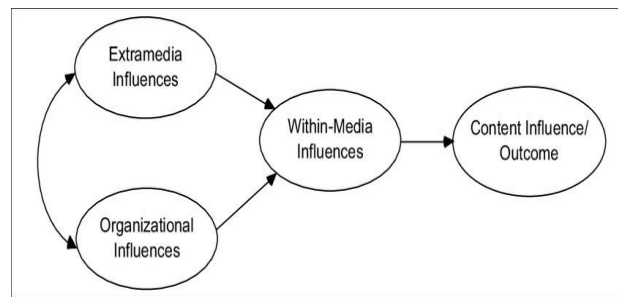 Extramedia
Influences
Within-Media
Influences
Content Influence/
Outcome
Organizational
Influences